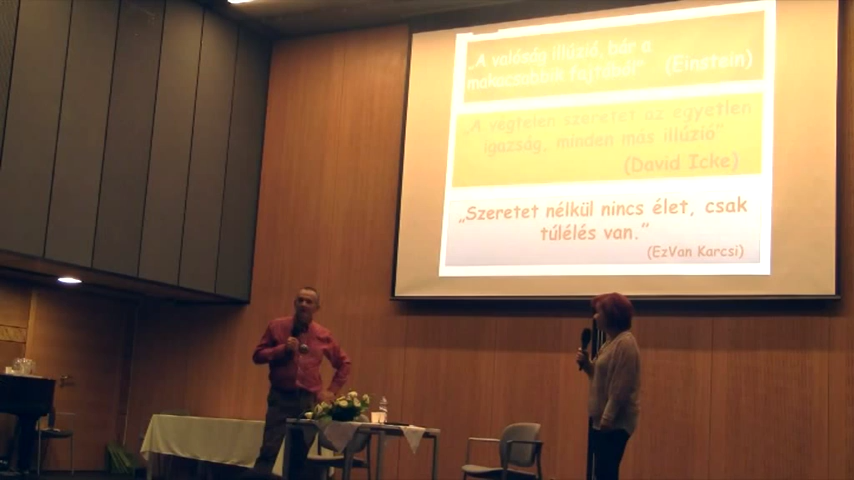 „A valóság illúzió, bár a
makacsabbik fajtából" (Einstein)
„A végtelen szeretet az egyetlen
igazság, minden más illúzió"
(David Icke)
„Szeretet nélkül nincs élet, csak
túlélés van."
(EzVan Karcsi)